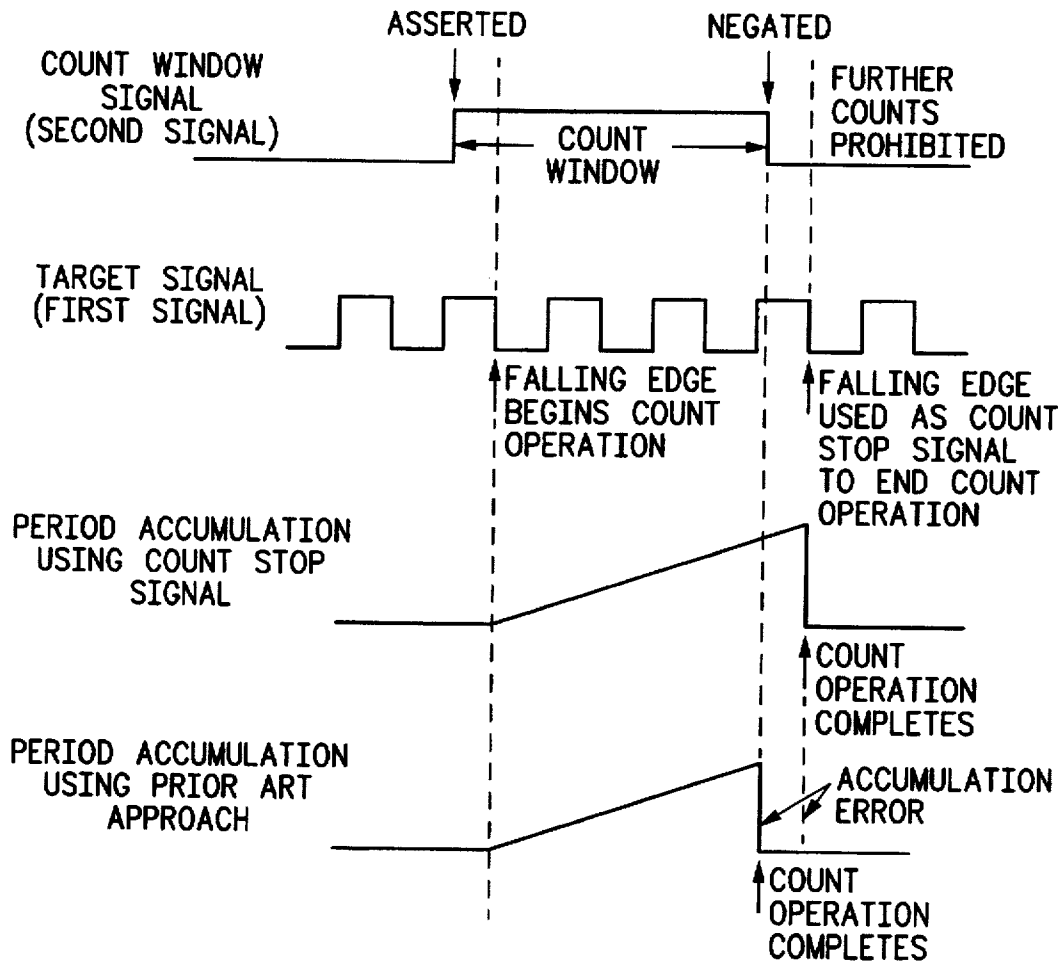 ASSERTED
NEGATED
COUNT WINDOW
SIGNAL
(SECOND SIGNAL)
COUNT
WINDOW
FURTHER
COUNTS
PROHIBITED
TARGET SIGNAL
(FIRST SIGNAL)
FALLING EDGE
BEGINS COUNT
OPERATION
FALLING EDGE
USED AS COUNT
STOP SIGNAL
TO END COUNT
OPERATION
PERIOD ACCUMULATION
USING COUNT STOP
SIGNAL
COUNT
OPERATION
COMPLETES
PERIOD ACCUMULATION
USING PRIOR ART
APPROACH
ACCUMULATION
ERROR
COUNT
OPERATION
COMPLETES